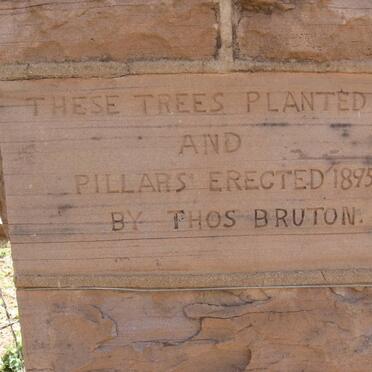 THESE TREES PLANTED
AND
PILLARS ERECTED 1895
BY THOS BRUTON.